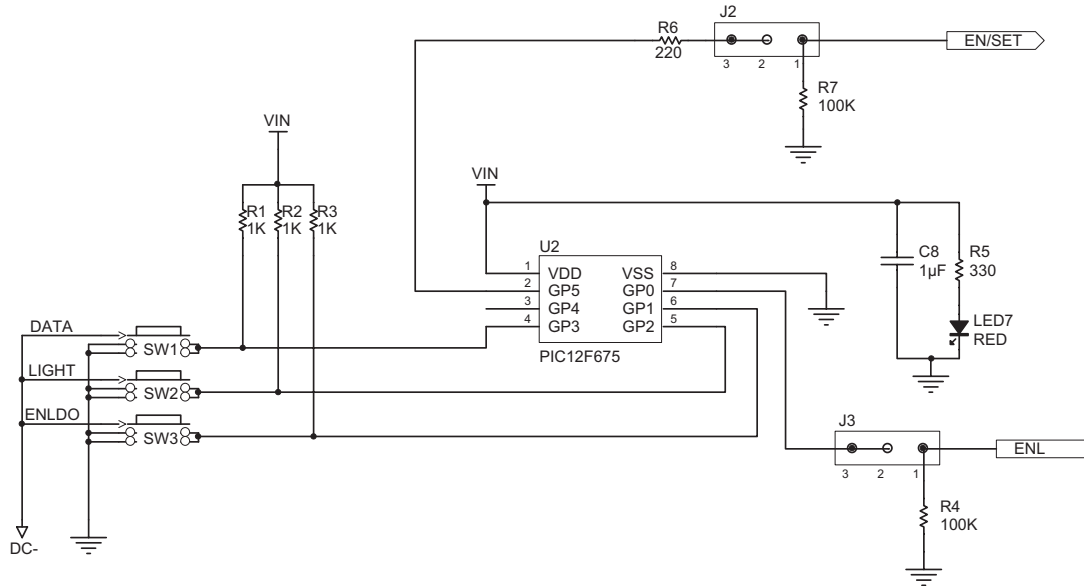 J2
R6
220
3 2 1
EN/SET
R7
100K
VIN
VIN
R1
1K
R2
1K
R3
1K
U2
1 VDD VSS 8
2 GP5 GP0 7
3 GP4 GP1 6
4 GP3 GP2 5
PIC12F675
C8
1µF
R5
330
LED7
RED
DATA
SW1
LIGHT
SW2
ENLDO
SW3
J3
3 2 1
ENL
R4
100K
DC-